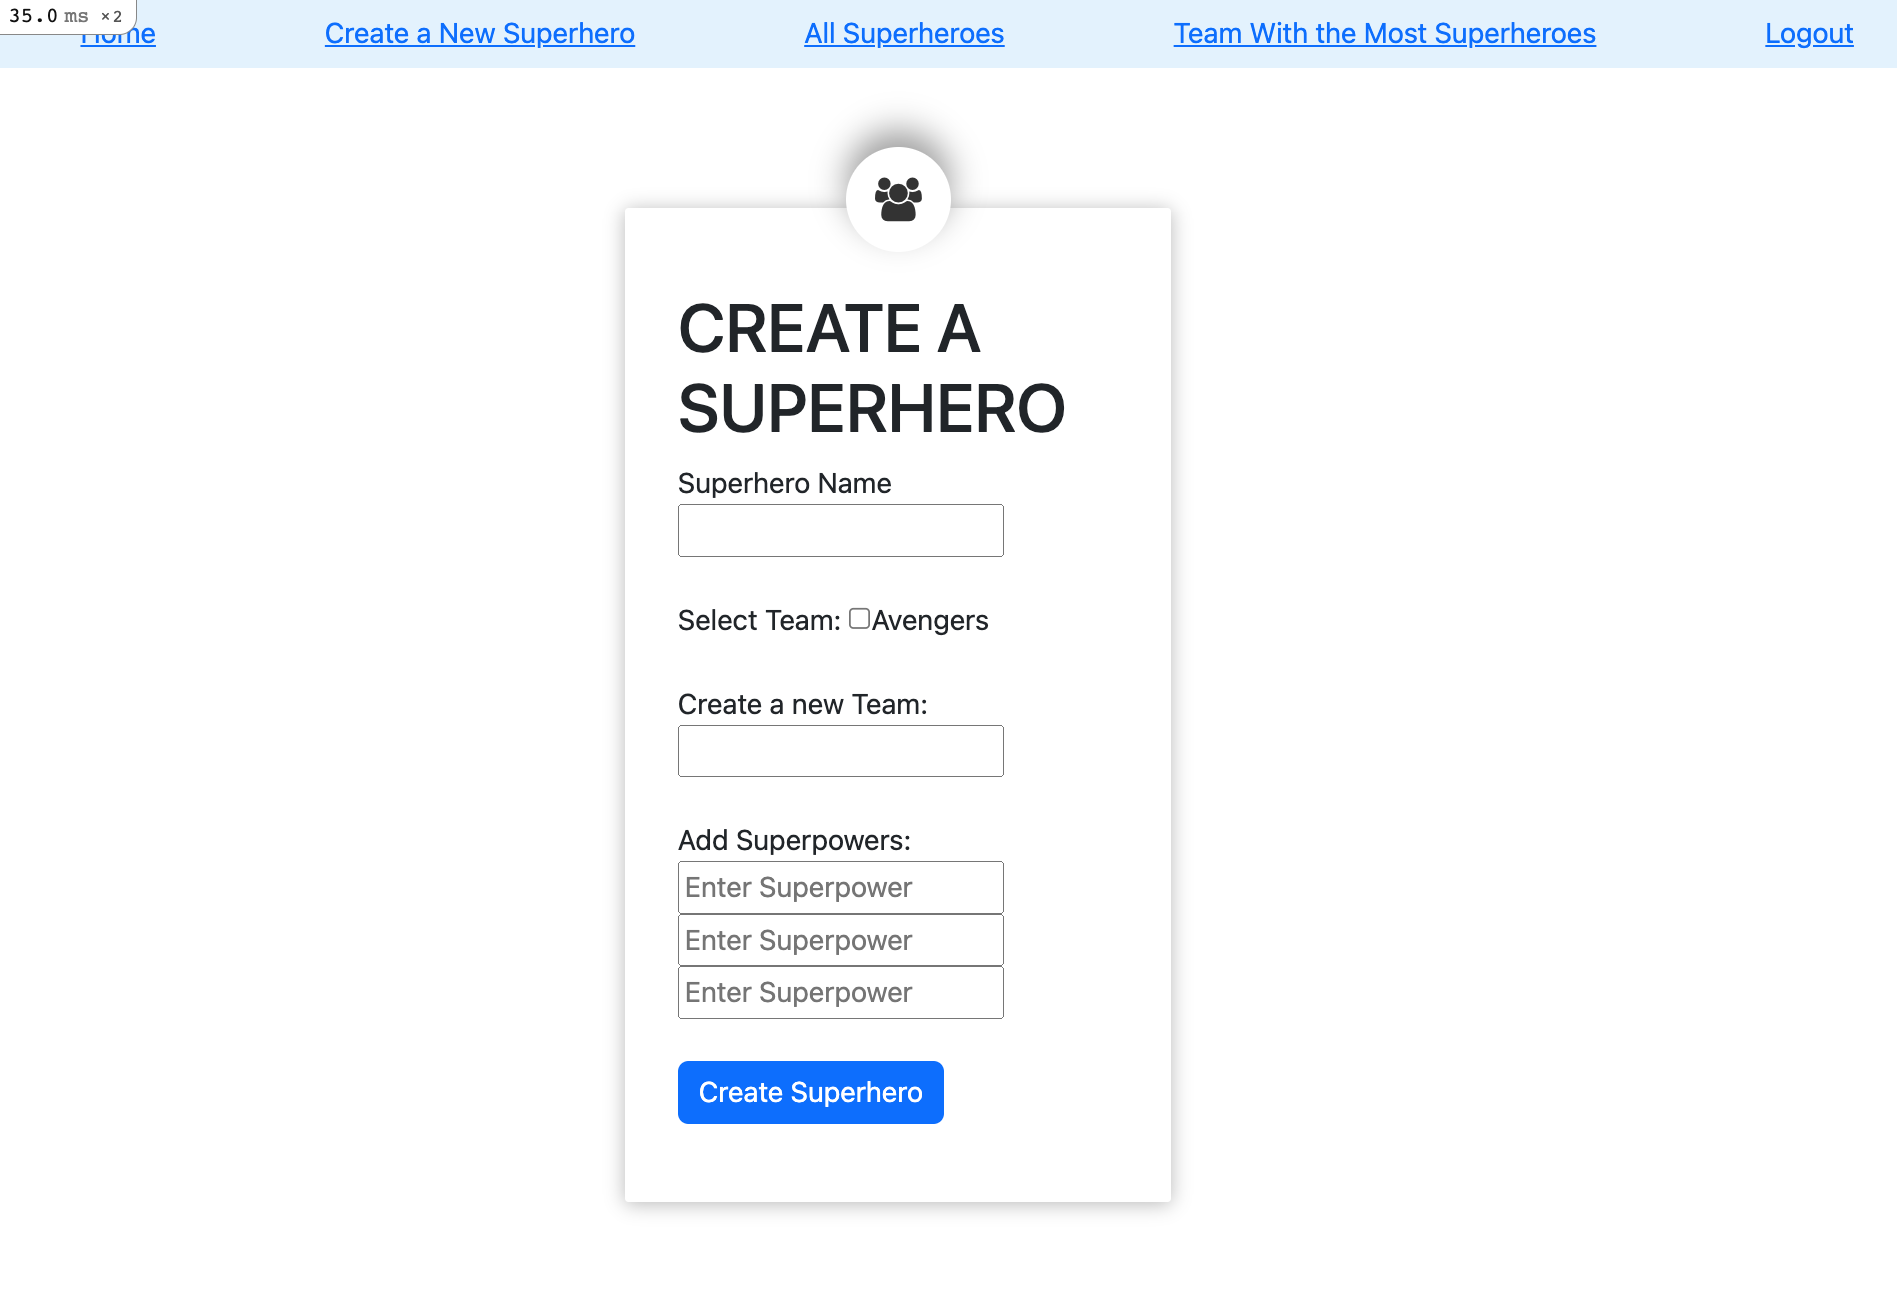 35.0 ms ×2
Home
Create a New Superhero
All Superheroes
Team With the Most Superheroes
Logout
CREATE A
SUPERHERO
Superhero Name
Select Team: Avengers
Create a new Team:
Add Superpowers:
Enter Superpower
Enter Superpower
Enter Superpower
Create Superhero